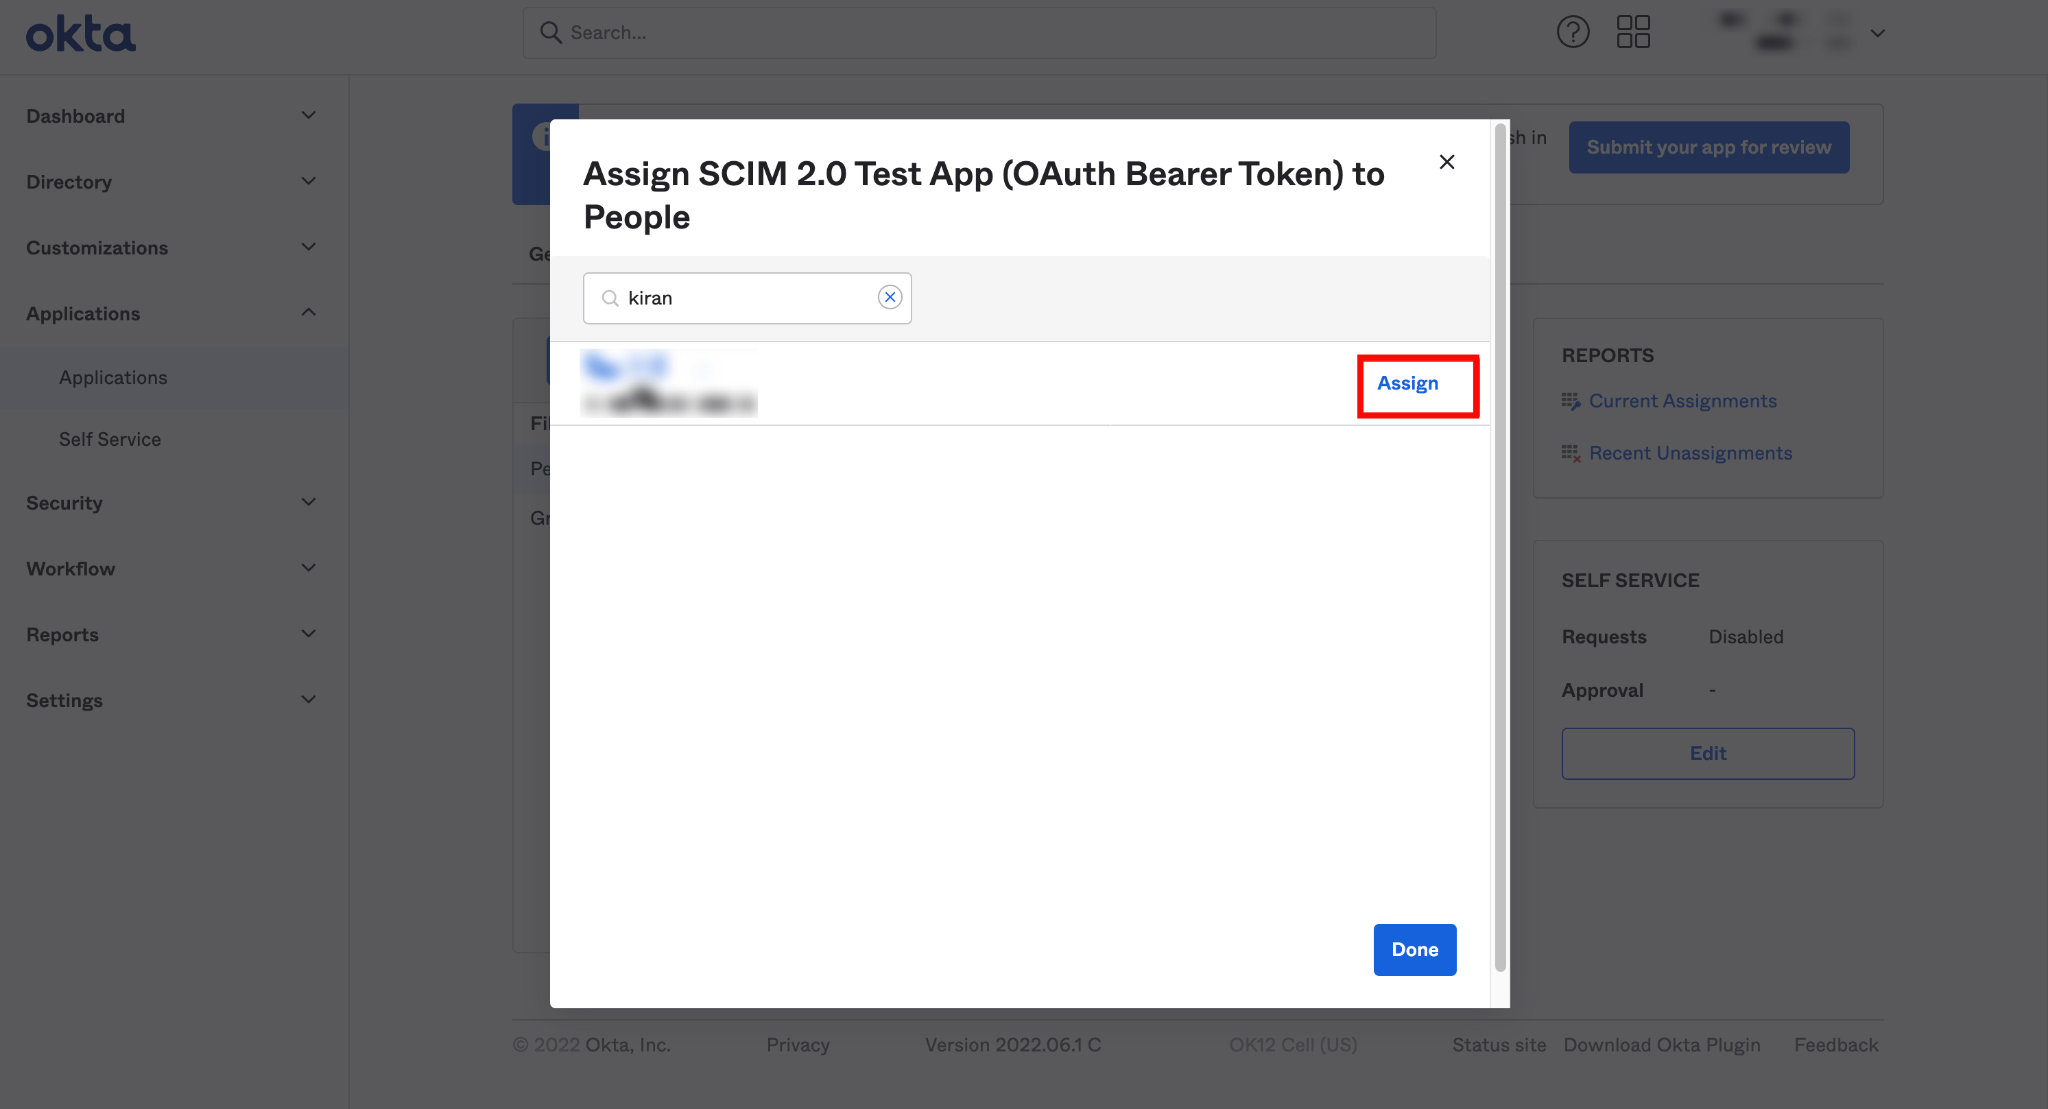 okta
Search...
Dashboard
Directory
Customizations
Applications
Applications
Self Service
Security
Workflow
Reports
Settings
sh in
Submit your app for review
Assign SCIM 2.0 Test App (OAuth Bearer Token) to
People
Ge
kiran
Assign
Fil
Pe
Gr
REPORTS
Current Assignments
Recent Unassignments
SELF SERVICE
Requests Disabled
Approval -
Edit
Done
© 2022 Okta, Inc. Privacy Version 2022.06.1 C OK12 Cell (US) Status site Download Okta Plugin Feedback